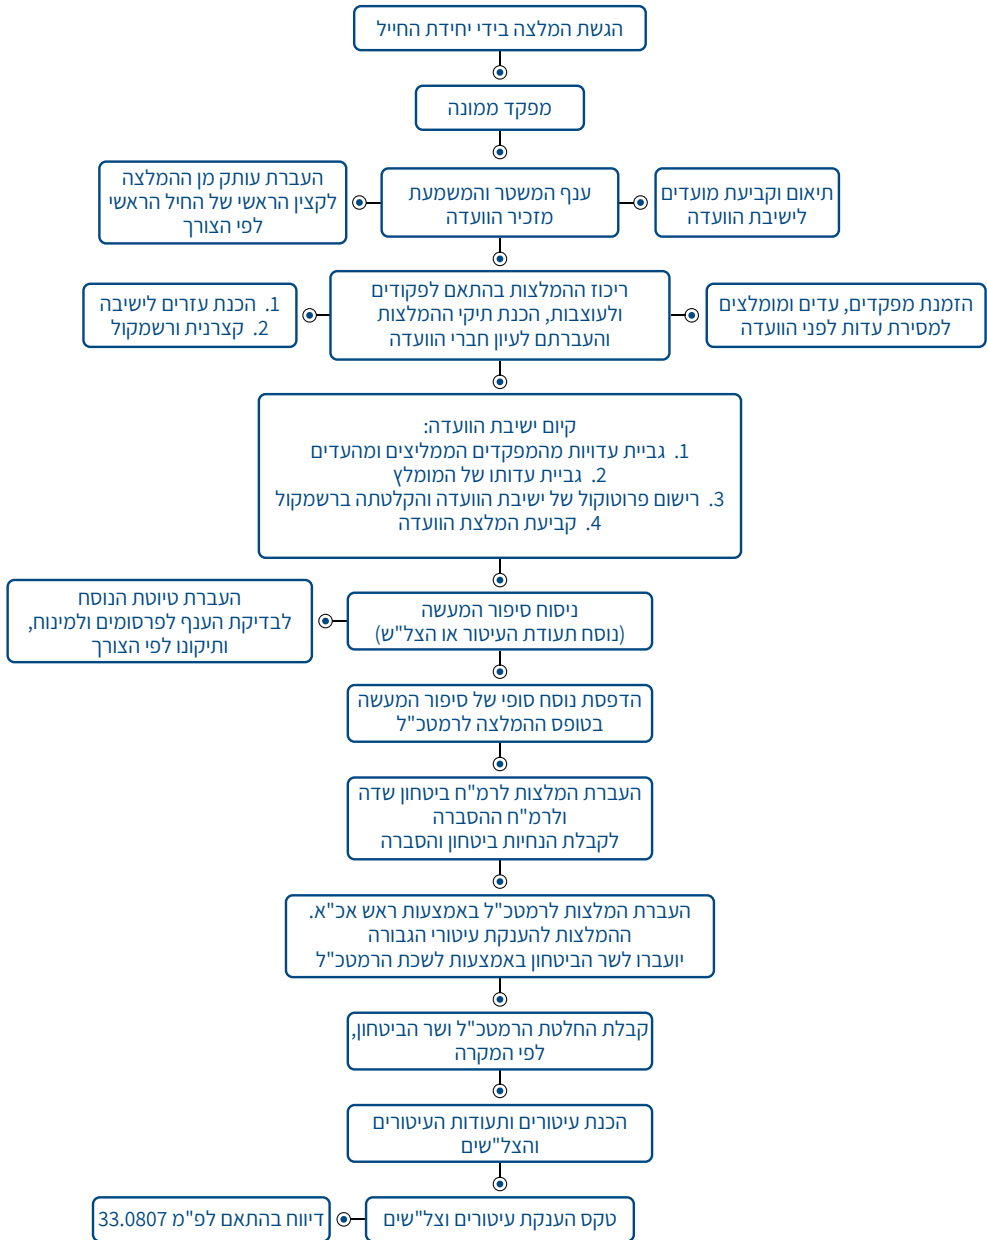 הגשת המלצה בידי יחידת החייל
מפקד ממונה
תיאום וקביעת מועדים
לישיבת הוועדה
ענף המשטר והמשמעת
מזכיר הוועדה
העברת עותק מן ההמלצה
לקצין הראשי של החיל הראשי
לפי הצורך
הזמנת מפקדים, עדים ומומלצים
למסירת עדות לפני הוועדה
ריכוז ההמלצות בהתאם לפקודים
ולעוצבות, הכנת תיקי ההמלצות
והעברתם לעיון חברי הוועדה
1. הכנת עזרים לישיבה
2. קצרנית ורשמקול
קיום ישיבת הוועדה:
1. גביית עדויות מהמפקדים הממליצים ומהעדים
2. גביית עדותו של המומלץ
3. רישום פרוטוקול של ישיבת הוועדה והקלטתה ברשמקול
4. קביעת המלצת הוועדה
ניסוח סיפור המעשה
(נוסח תעודת העיטור או הצל"ש)
העברת טיוטת הנוסח
לבדיקת הענף לפרסומים ולמינוח,
ותיקונו לפי הצורך
הדפסת נוסח סופי של סיפור המעשה
בטופס ההמלצה לרמטכ"ל
העברת המלצות לרמ"ח ביטחון שדה
ולרמ"ח ההסברה
לקבלת הנחיות ביטחון והסברה
העברת המלצות לרמטכ"ל באמצעות ראש אכ"א.
ההמלצות להענקת עיטורי הגבורה
יועברו לשר הביטחון באמצעות לשכת הרמטכ"ל
קבלת החלטת הרמטכ"ל ושר הביטחון,
לפי המקרה
הכנת עיטורים ותעודות העיטורים
והצל"שים
טקס הענקת עיטורים וצל"שים
דיווח בהתאם לפ"מ 33.0807